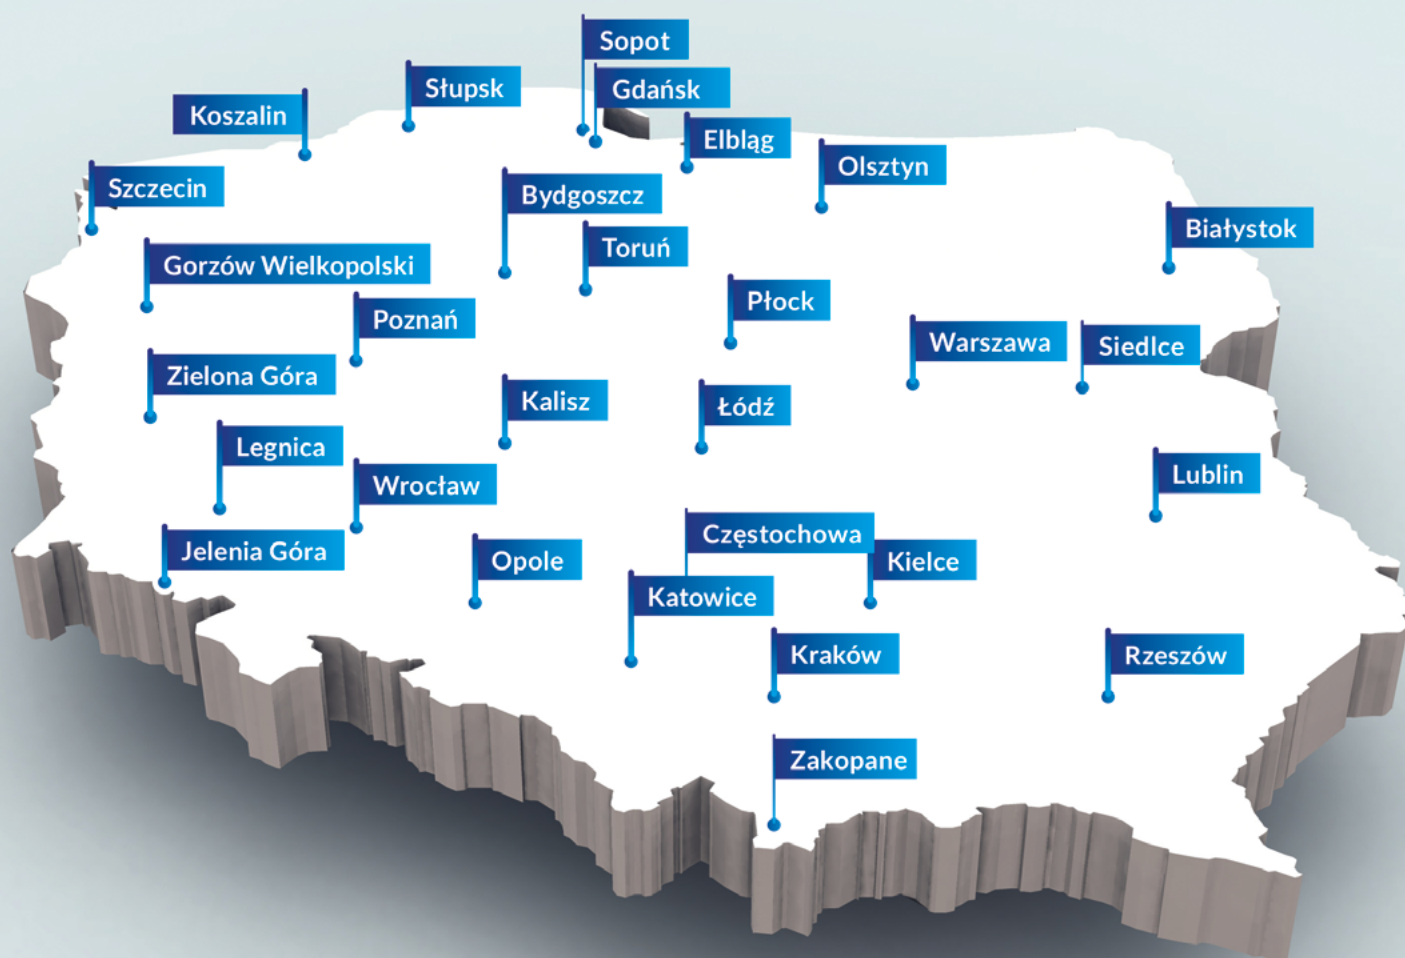 Sopot
Słupsk
Gdańsk
Koszalin
Elbląg
Olsztyn
Szczecin
Bydgoszcz
Białystok
Toruń
Gorzów Wielkopolski
Płock
Poznań
Warszawa
Siedlce
Zielona Góra
Kalisz
Łódź
Legnica
Lublin
Wrocław
Częstochowa
Jelenia Góra
Opole
Kielce
Katowice
Kraków
Rzeszów
Zakopane